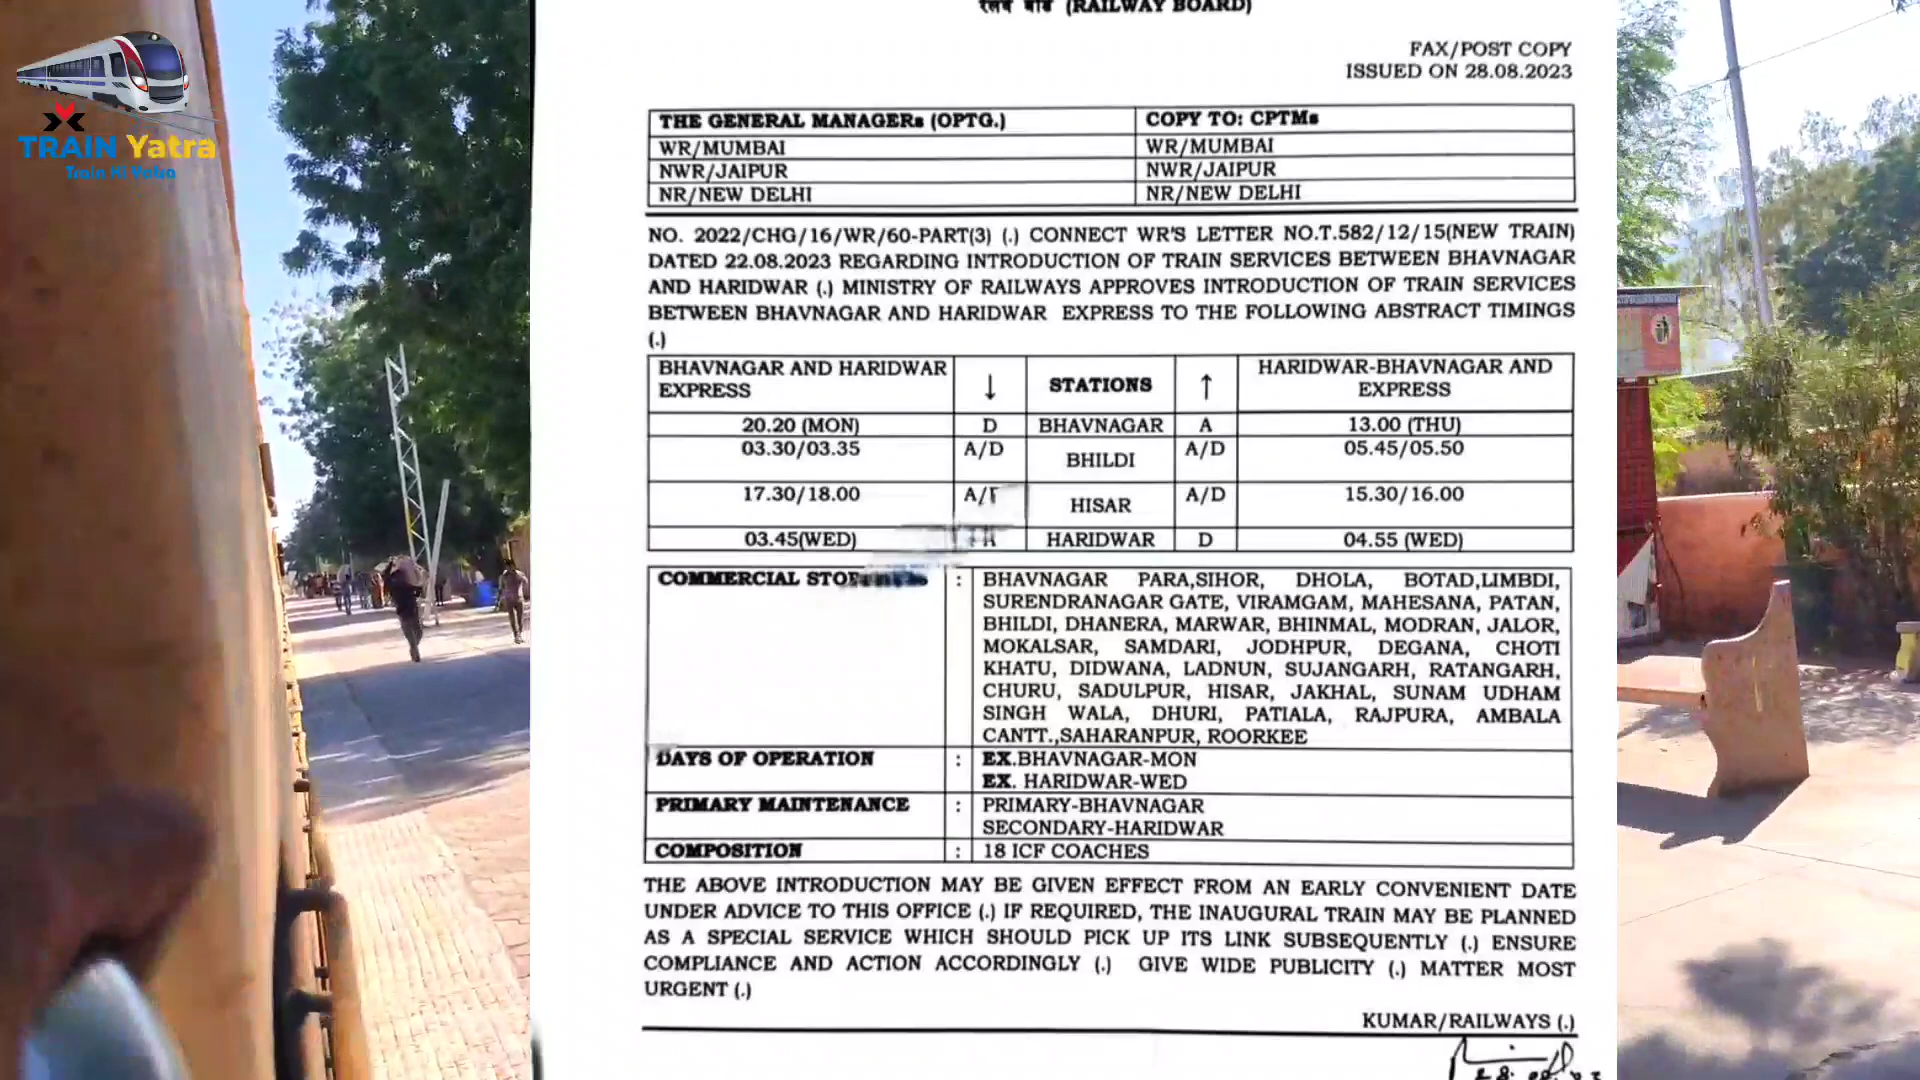 TRAIN Yatra
Train Ki Yatra
रेलवे बोर्ड (RAILWAY BOARD)
FAX/POST COPY
ISSUED ON 28.08.2023
THE GENERAL MANAGERs (OPTG.) COPY TO: CPTMs
WR/MUMBAI WR/MUMBAI
NWR/JAIPUR NWR/JAIPUR
NR/NEW DELHI NR/NEW DELHI
NO. 2022/CHG/16/WR/60-PART(3) (.) CONNECT WR'S LETTER NO.T.582/12/15(NEW TRAIN)
DATED 22.08.2023 REGARDING INTRODUCTION OF TRAIN SERVICES BETWEEN BHAVNAGAR
AND HARIDWAR (.) MINISTRY OF RAILWAYS APPROVES INTRODUCTION OF TRAIN SERVICES
BETWEEN BHAVNAGAR AND HARIDWAR EXPRESS TO THE FOLLOWING ABSTRACT TIMINGS
(.)
BHAVNAGAR AND HARIDWAR EXPRESS ↓ STATIONS ↑ HARIDWAR-BHAVNAGAR AND EXPRESS
20.20 (MON) D BHAVNAGAR A 13.00 (THU)
03.30/03.35 A/D BHILDI A/D 05.45/05.50
17.30/18.00 A/ HISAR A/D 15.30/16.00
03.45(WED) HARIDWAR D 04.55 (WED)
COMMERCIAL : BHAVNAGAR PARA,SIHOR, DHOLA, BOTAD,LIMBDI,
SURENDRANAGAR GATE, VIRAMGAM, MAHESANA, PATAN,
BHILDI, DHANERA, MARWAR, BHINMAL, MODRAN, JALOR,
MOKALSAR, SAMDARI, JODHPUR, DEGANA, CHOTI
KHATU, DIDWANA, LADNUN, SUJANGARH, RATANGARH,
CHURU, SADULPUR, HISAR, JAKHAL, SUNAM UDHAM
SINGH WALA, DHURI, PATIALA, RAJPURA, AMBALA
CANTT.,SAHARANPUR, ROORKEE
DAYS OF OPERATION : EX.BHAVNAGAR-MON
EX. HARIDWAR-WED
PRIMARY MAINTENANCE : PRIMARY-BHAVNAGAR
SECONDARY-HARIDWAR
COMPOSITION : 18 ICF COACHES
THE ABOVE INTRODUCTION MAY BE GIVEN EFFECT FROM AN EARLY CONVENIENT DATE
UNDER ADVICE TO THIS OFFICE (.) IF REQUIRED, THE INAUGURAL TRAIN MAY BE PLANNED
AS A SPECIAL SERVICE WHICH SHOULD PICK UP ITS LINK SUBSEQUENTLY (.) ENSURE
COMPLIANCE AND ACTION ACCORDINGLY (.) GIVE WIDE PUBLICITY (.) MATTER MOST
URGENT (.)
KUMAR/RAILWAYS (.)